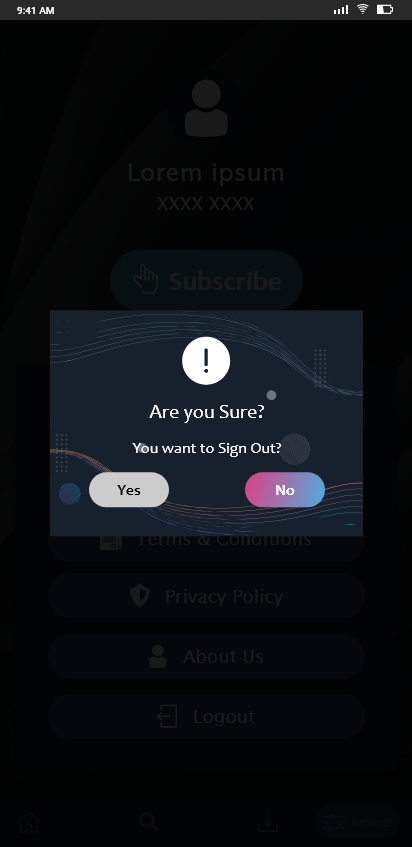 9:41 AM
Lorem ipsum
XXXX XXXX
Subscribe
!
Are you Sure?
You want to Sign Out?
Yes
No
Terms & Conditions
Privacy Policy
About Us
Logout
Settings